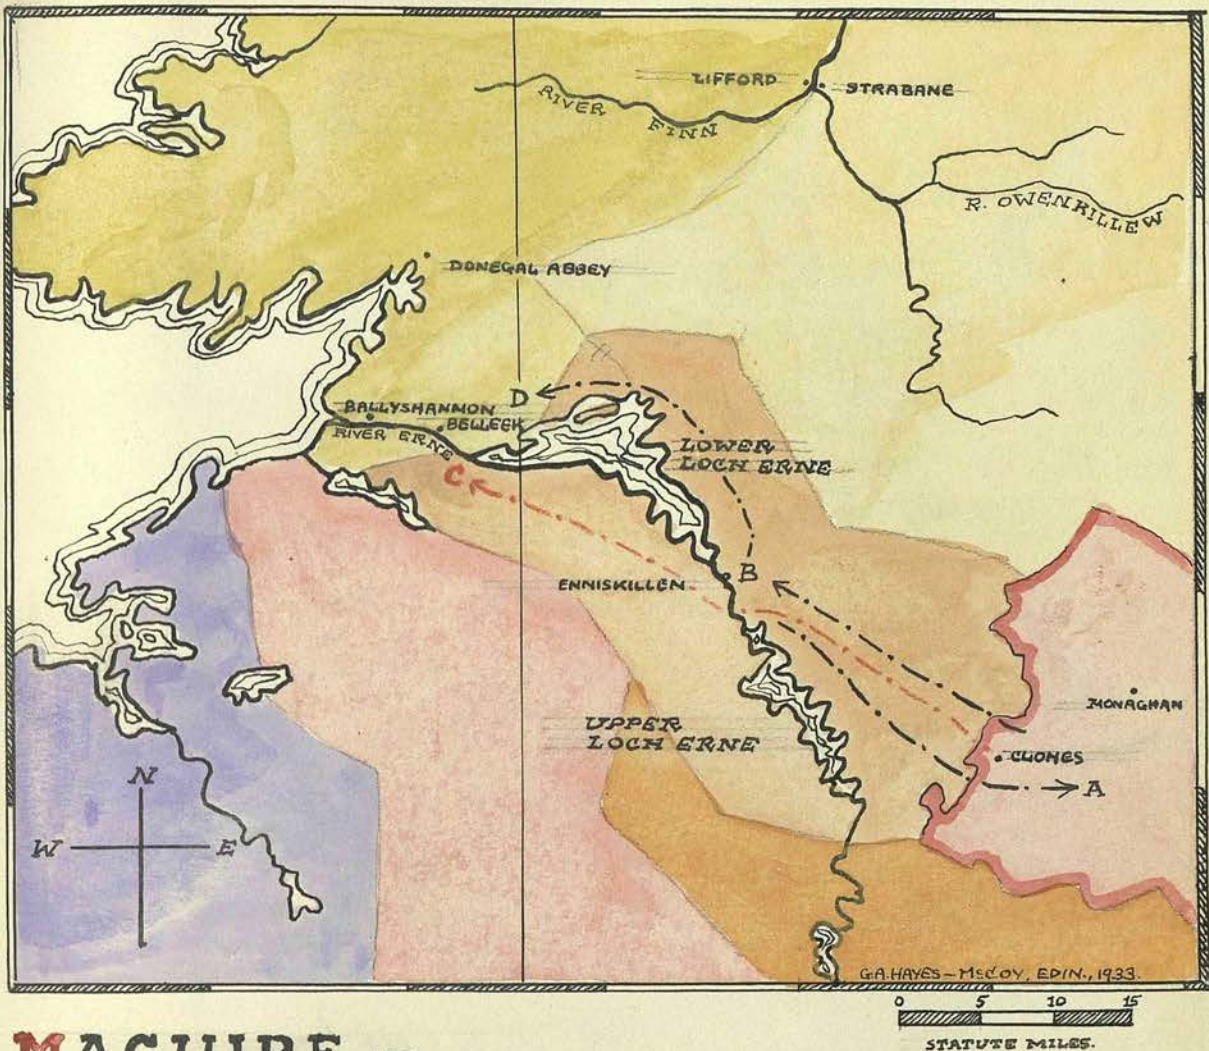 LIFFORD
STRABANE
RIVER FINN
R. OWENKILLEW
DONEGAL ABBEY
D
BALLYSHANNON
BELLEEK
RIVER ERNE
LOWER
LOCH ERNE
C
B
ENNISKILLEN
MONAGHAN
UPPER
LOCH ERNE
CLONES
A
N
W
E
G.A. HAYES-McCOY, EDIN., 1933.
0 5 10 15
STATUTE MILES.
MAGUIRE